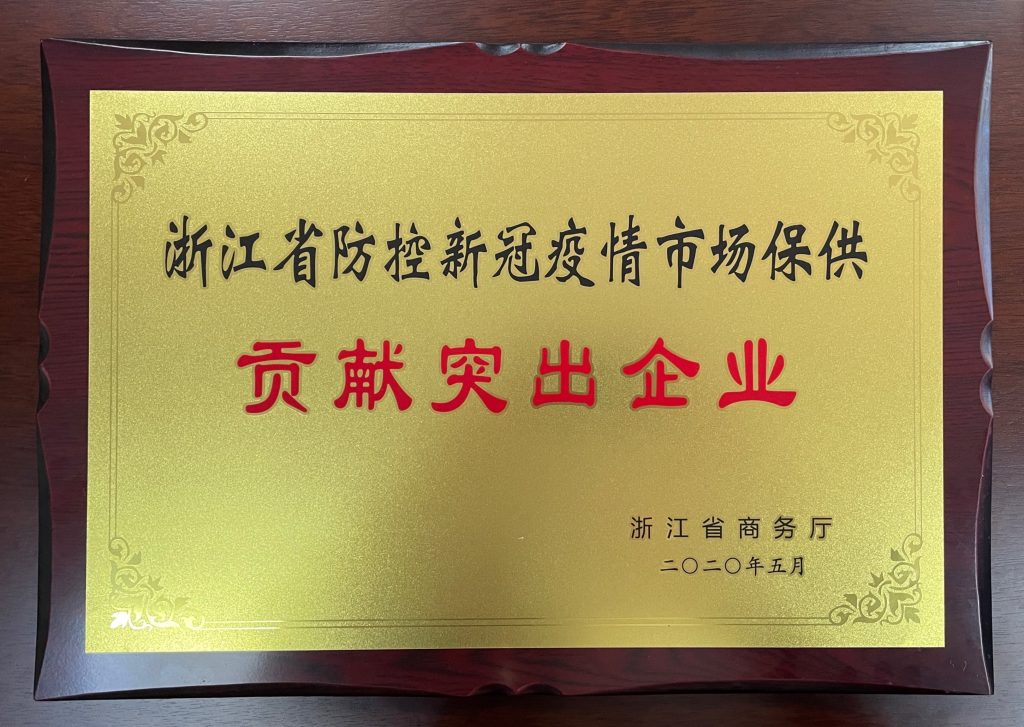 浙江省防控新冠疫情市场保供
贡献突出企业
浙江省商务厅
二〇二〇年五月